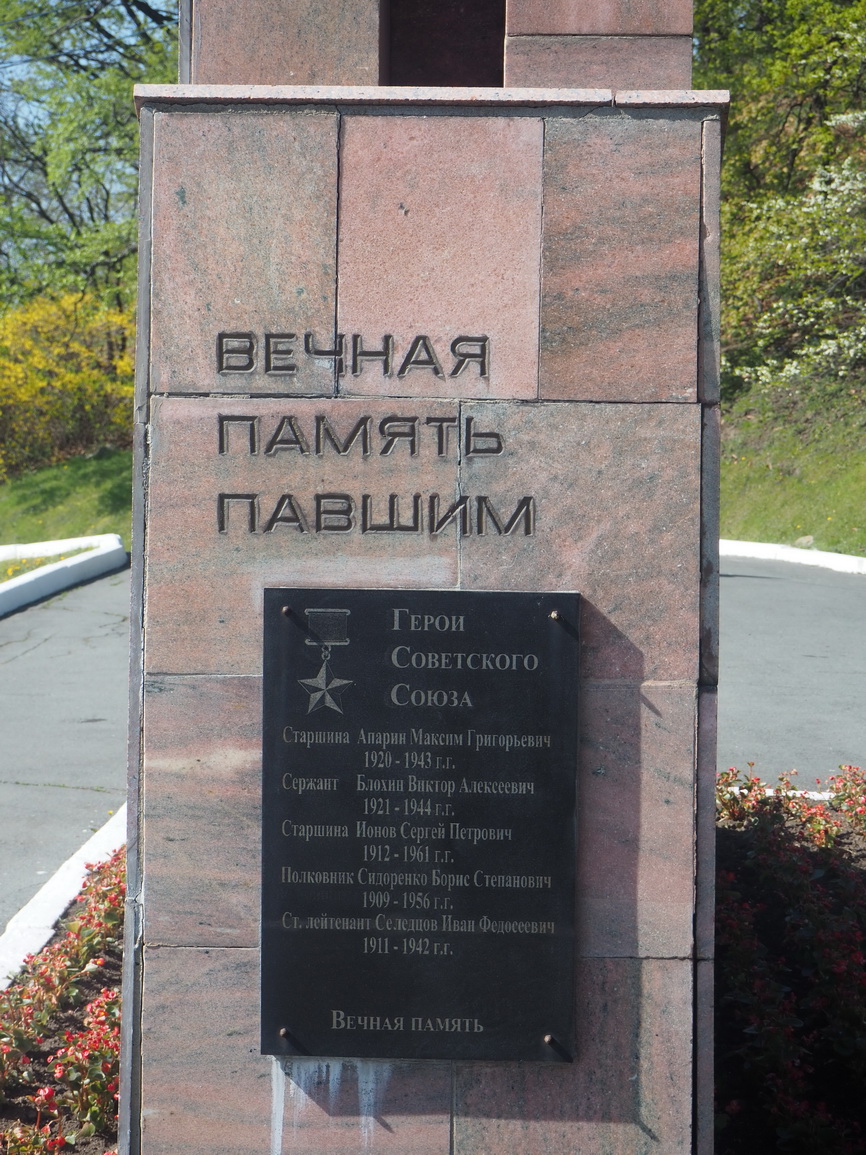 ВЕЧНАЯ
ПАМЯТЬ
ПАВШИМ
Герои
Советского
Союза
Старшина Апарин Максим Григорьевич
1920 - 1943 г.г.
Сержант Блохин Виктор Алексеевич
1921 - 1944 г.г.
Старшина Ионов Сергей Петрович
1912 - 1961 г.г.
Полковник Сидоренко Борис Степанович
1909 - 1956 г.г.
Ст. лейтенант Селедцов Иван Федосеевич
1911 - 1942 г.г.
Вечная память